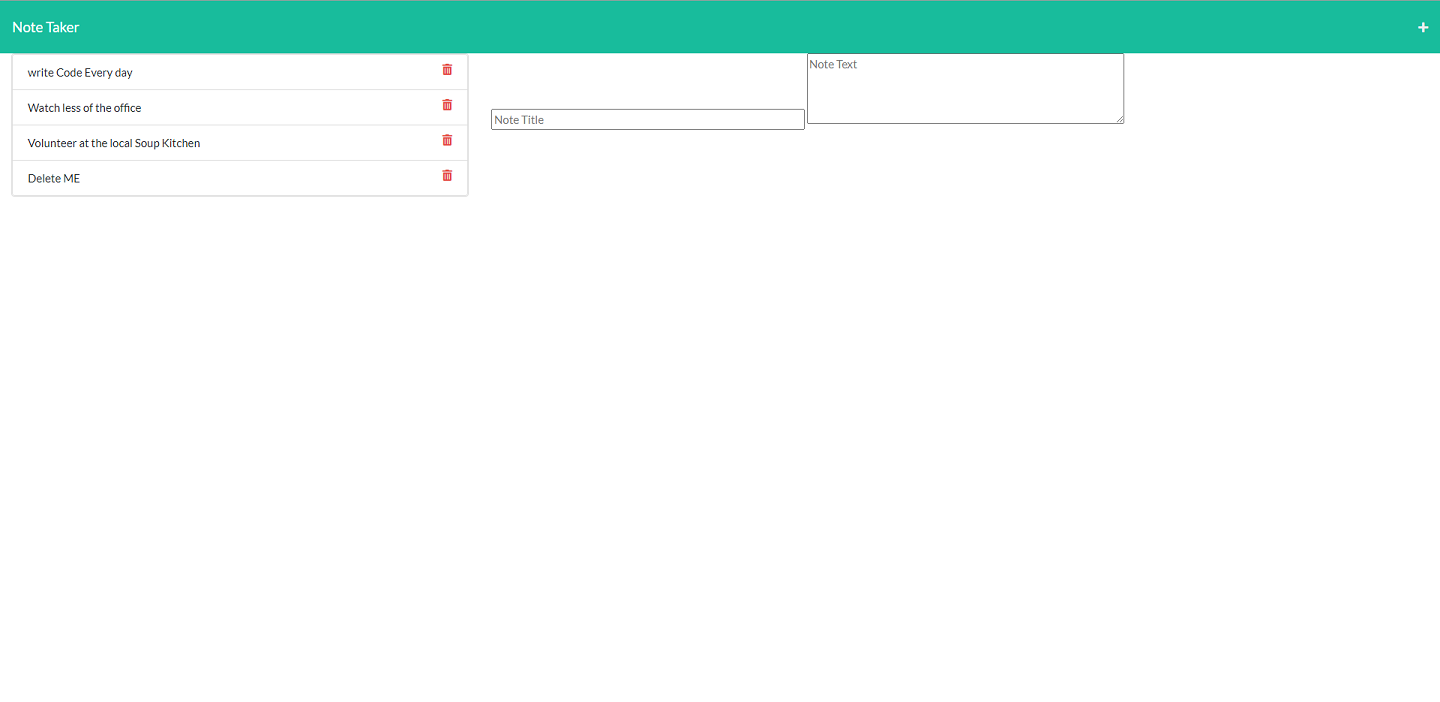 Note Taker
write Code Every day
Watch less of the office
Volunteer at the local Soup Kitchen
Delete ME
Note Title
Note Text